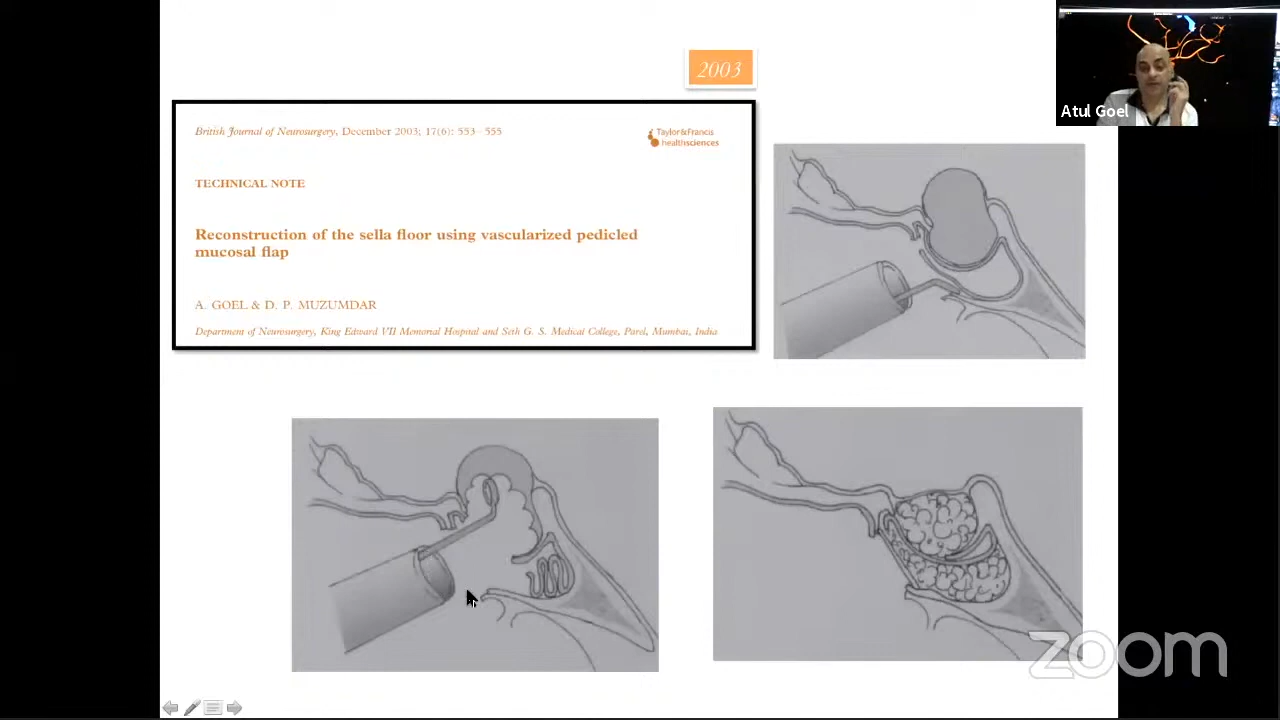 2003
British Journal of Neurosurgery, December 2003; 17(6): 553–555
Taylor&Francis
healthsciences
TECHNICAL NOTE
Reconstruction of the sella floor using vascularized pedicled
mucosal flap
A. GOEL & D. P. MUZUMDAR
Department of Neurosurgery, King Edward VII Memorial Hospital and Seth G. S. Medical College, Parel, Mumbai, India
Atul Goel
zoom